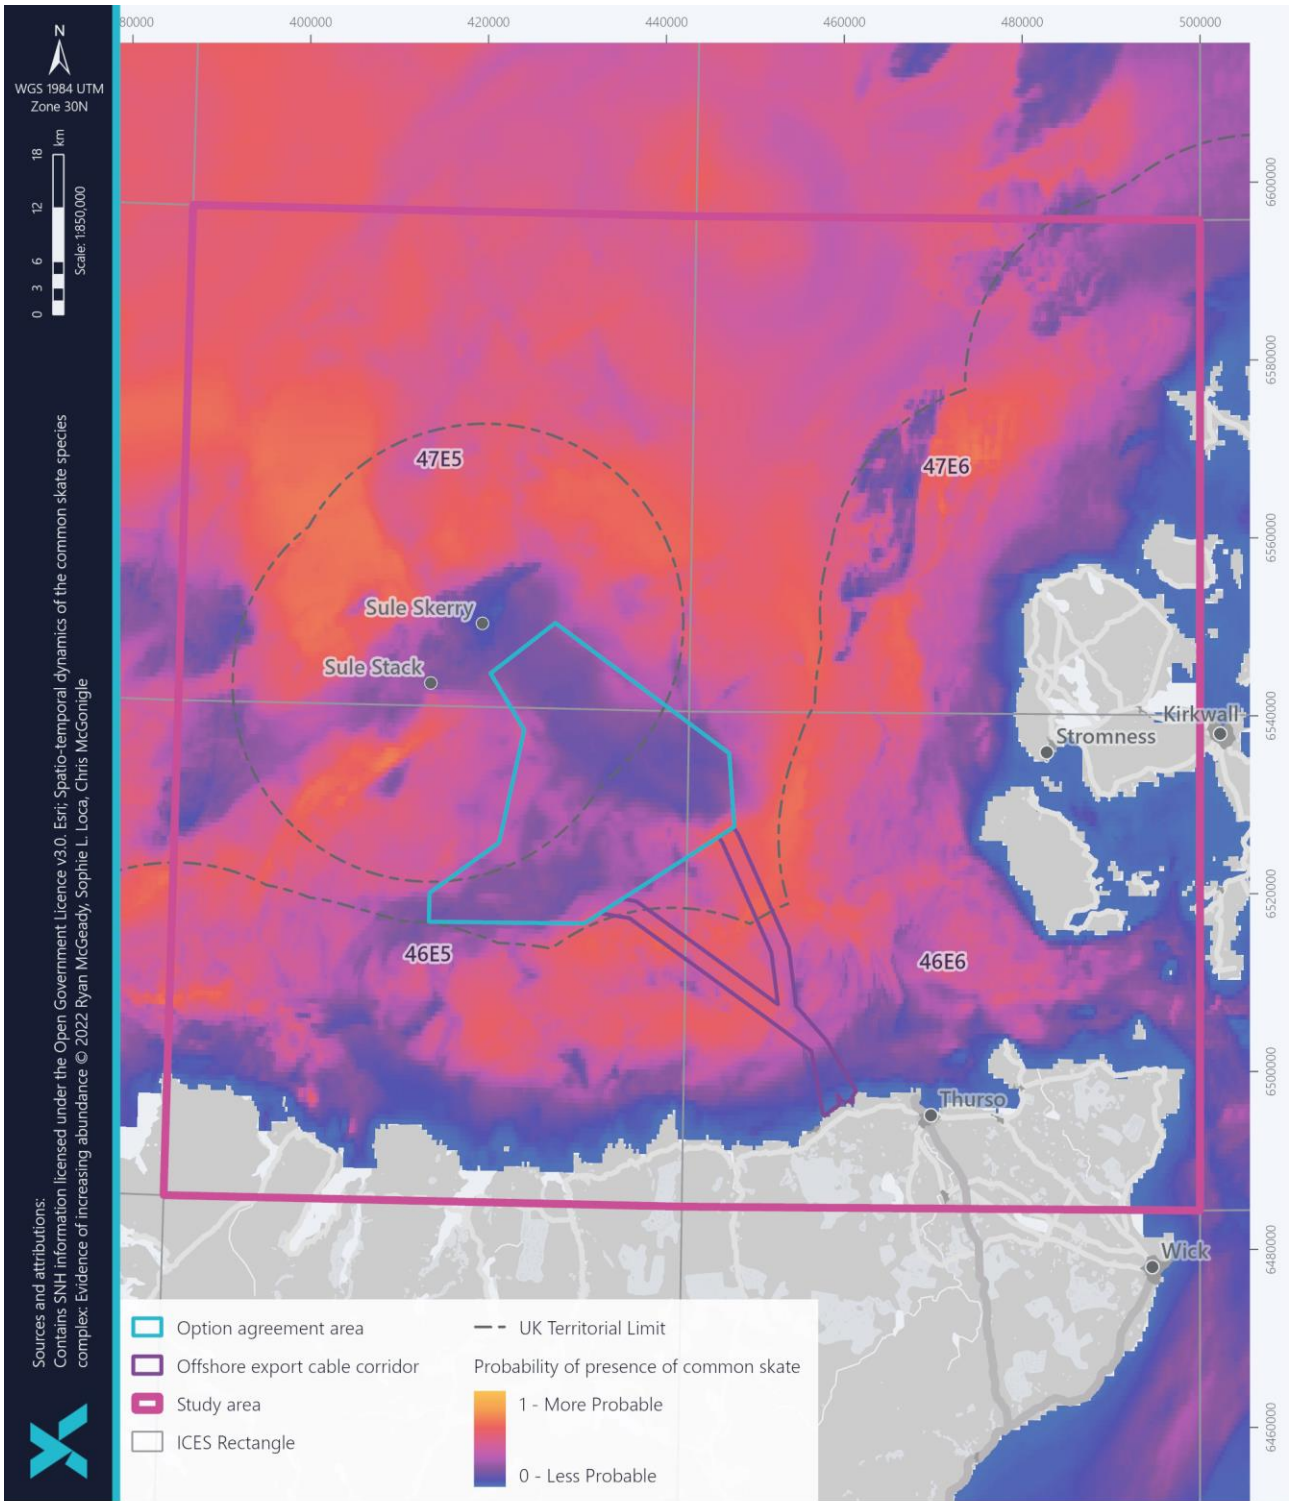 80000 400000 420000 440000 460000 480000 500000
N
WGS 1984 UTM
Zone 30N
0 3 6 12 18 km
Scale: 1:850,000
6600000
6580000
6560000
6540000
6520000
6500000
6480000
6460000
47E5
47E6
Sule Skerry
Sule Stack
Kirkwall
Stromness
46E5
46E6
Thurso
Wick
Sources and attributions:
Contains SNH information licensed under the Open Government Licence v3.0. Esri; Spatio-temporal dynamics of the common skate species
complex: Evidence of increasing abundance © 2022 Ryan McGeady, Sophie L. Loca, Chris McGonigle
Option agreement area
Offshore export cable corridor
Study area
ICES Rectangle
UK Territorial Limit
Probability of presence of common skate
1 - More Probable
0 - Less Probable